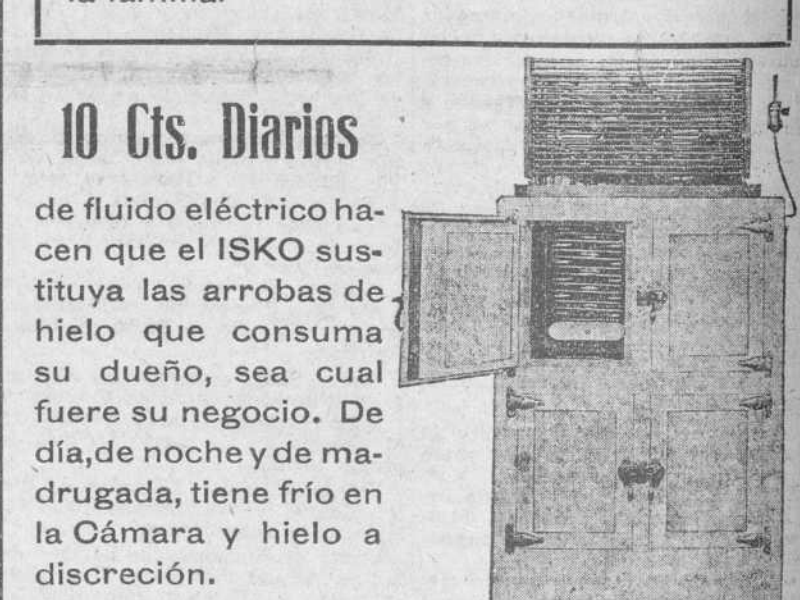 la familia.
10 Cts. Diarios
de fluido eléctrico ha-
cen que el ISKO sus-
tituya las arrobas de
hielo que consuma
su dueño, sea cual
fuere su negocio. De
día,de noche y de ma-
drugada, tiene frío en
la Cámara y hielo a
discreción.